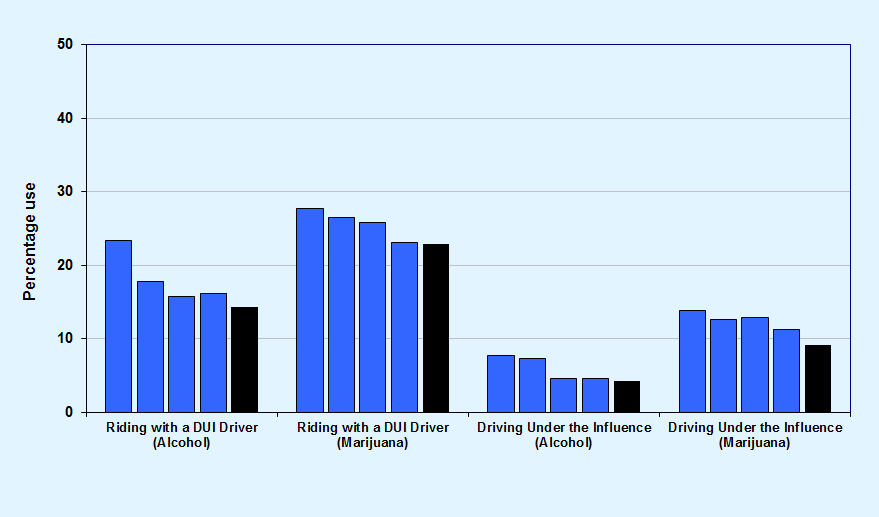 50
40
30
20
10
0
Percentage use
Riding with a DUI Driver
(Alcohol)
Riding with a DUI Driver
(Marijuana)
Driving Under the Influence
(Alcohol)
Driving Under the Influence
(Marijuana)